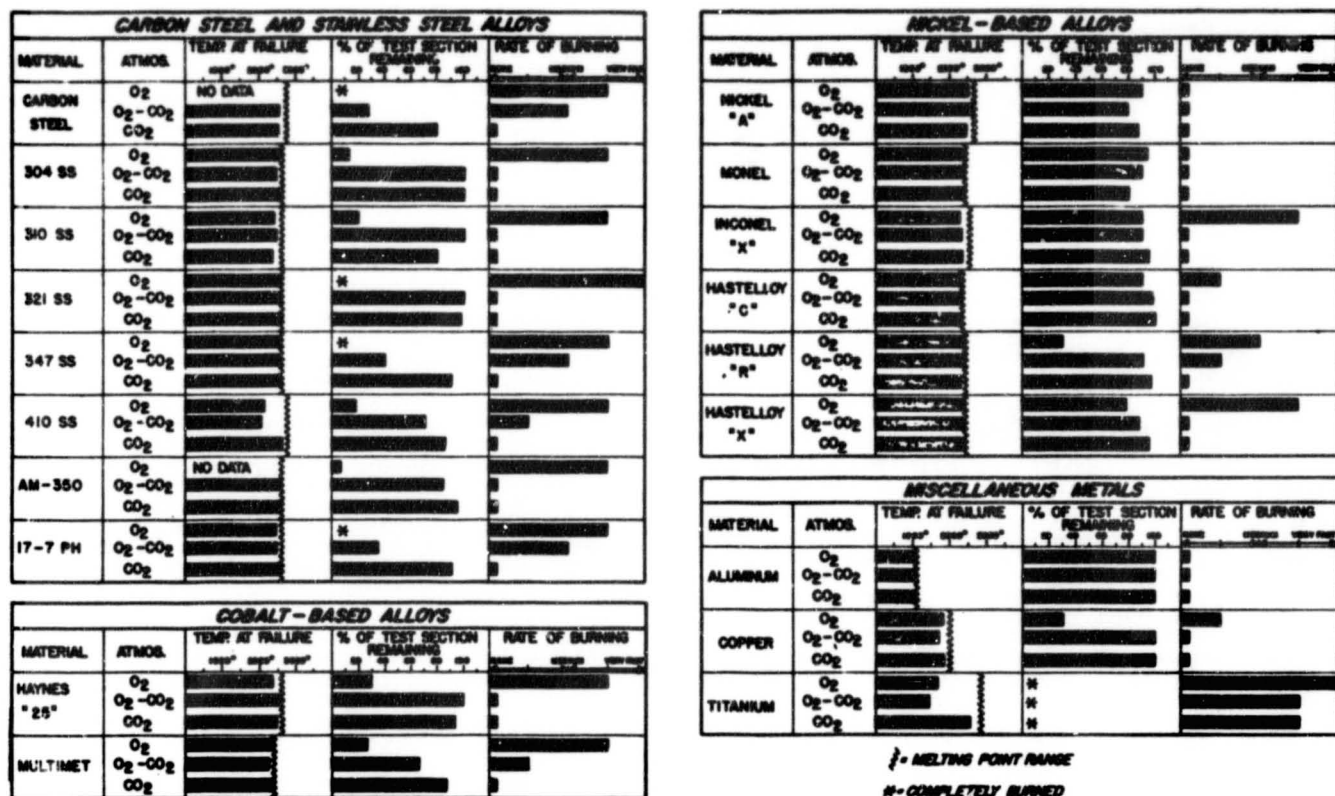 CARBON STEEL AND STAINLESS STEEL ALLOYS
MATERIAL ATMOS. TEMP. AT FAILURE % OF TEST SECTION REMAINING RATE OF BURNING
1000° 2000° 3000° 20 40 60 80 100
CARBON STEEL
O2 NO DATA *
O2-CO2
CO2
304 SS
O2
O2-CO2
CO2
310 SS
O2
O2-CO2
CO2
321 SS
O2 *
O2-CO2
CO2
347 SS
O2 *
O2-CO2
CO2
410 SS
O2
O2-CO2
CO2
AM-350
O2 NO DATA
O2-CO2
CO2
17-7 PH
O2 *
O2-CO2
CO2
COBALT-BASED ALLOYS
MATERIAL ATMOS. TEMP. AT FAILURE % OF TEST SECTION REMAINING RATE OF BURNING
HAYNES "25"
O2
O2-CO2
CO2
MULTIMET
O2
O2-CO2
CO2
NICKEL-BASED ALLOYS
MATERIAL ATMOS. TEMP. AT FAILURE % OF TEST SECTION REMAINING RATE OF BURNING
NICKEL "A"
O2
O2-CO2
CO2
MONEL
O2
O2-CO2
CO2
INCONEL "X"
O2
O2-CO2
CO2
HASTELLOY "C"
O2
O2-CO2
CO2
HASTELLOY "R"
O2
O2-CO2
CO2
HASTELLOY "X"
O2
O2-CO2
CO2
MISCELLANEOUS METALS
MATERIAL ATMOS. TEMP. AT FAILURE % OF TEST SECTION REMAINING RATE OF BURNING
ALUMINUM
O2
O2-CO2
CO2
COPPER
O2
O2-CO2
CO2
TITANIUM
O2 *
O2-CO2 *
CO2 *
= MELTING POINT RANGE
*= COMPLETELY BURNED